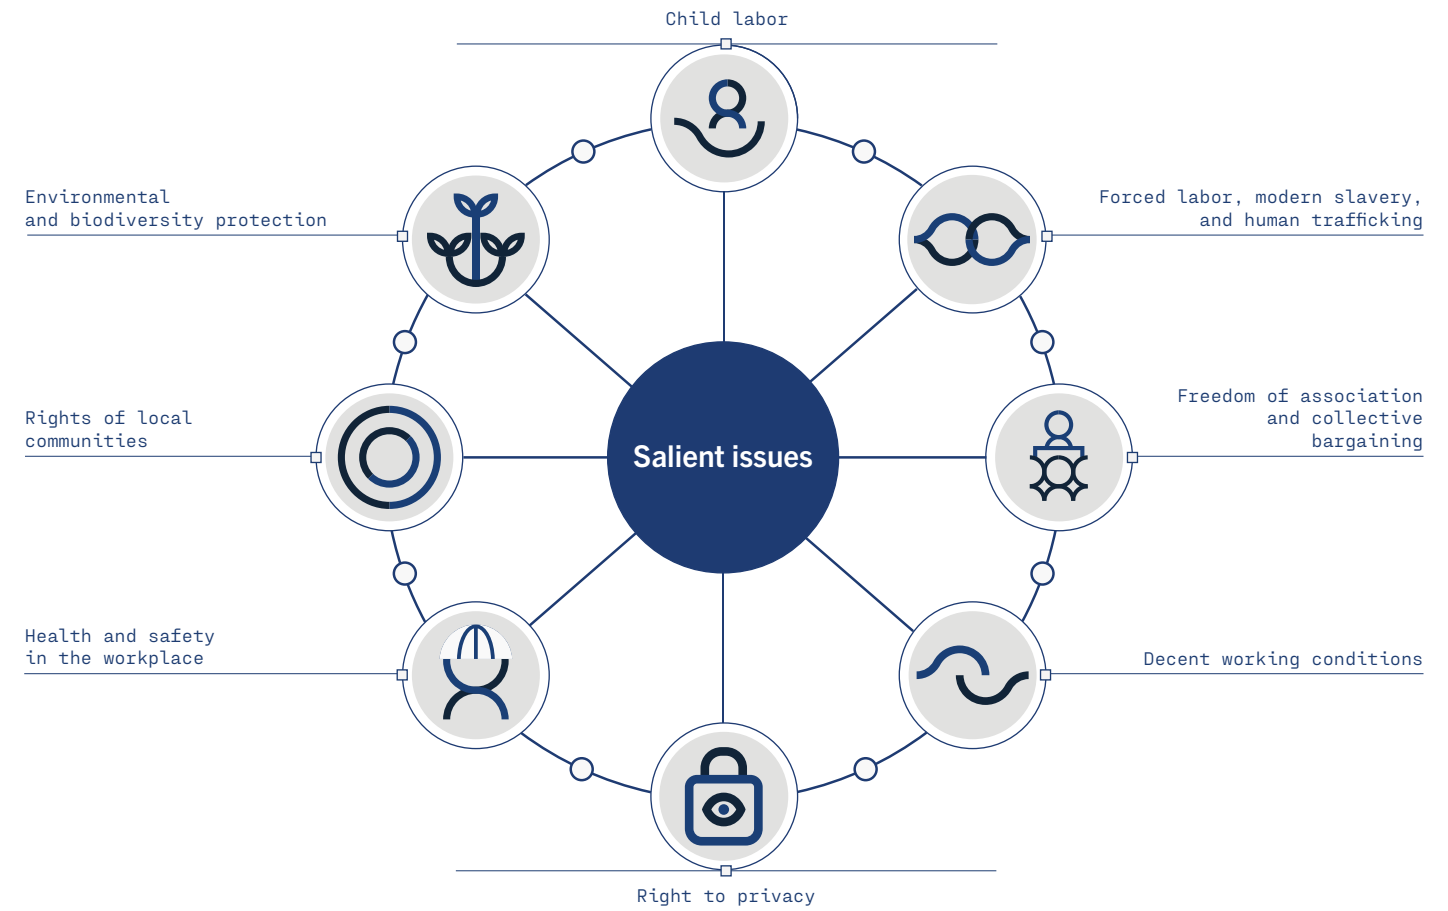 Child labor
Environmental
and biodiversity protection
Forced labor, modern slavery,
and human trafficking
Rights of local
communities
Freedom of association
and collective
bargaining
Salient issues
Health and safety
in the workplace
Decent working conditions
Right to privacy